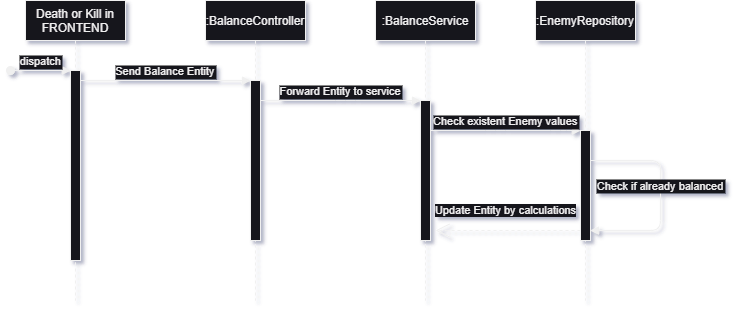 Death or Kill in
FRONTEND
:BalanceController
:BalanceService
:EnemyRepository
dispatch
Send Balance Entity
Forward Entity to service
Check existent Enemy values
Check if already balanced
Update Entity by calculations